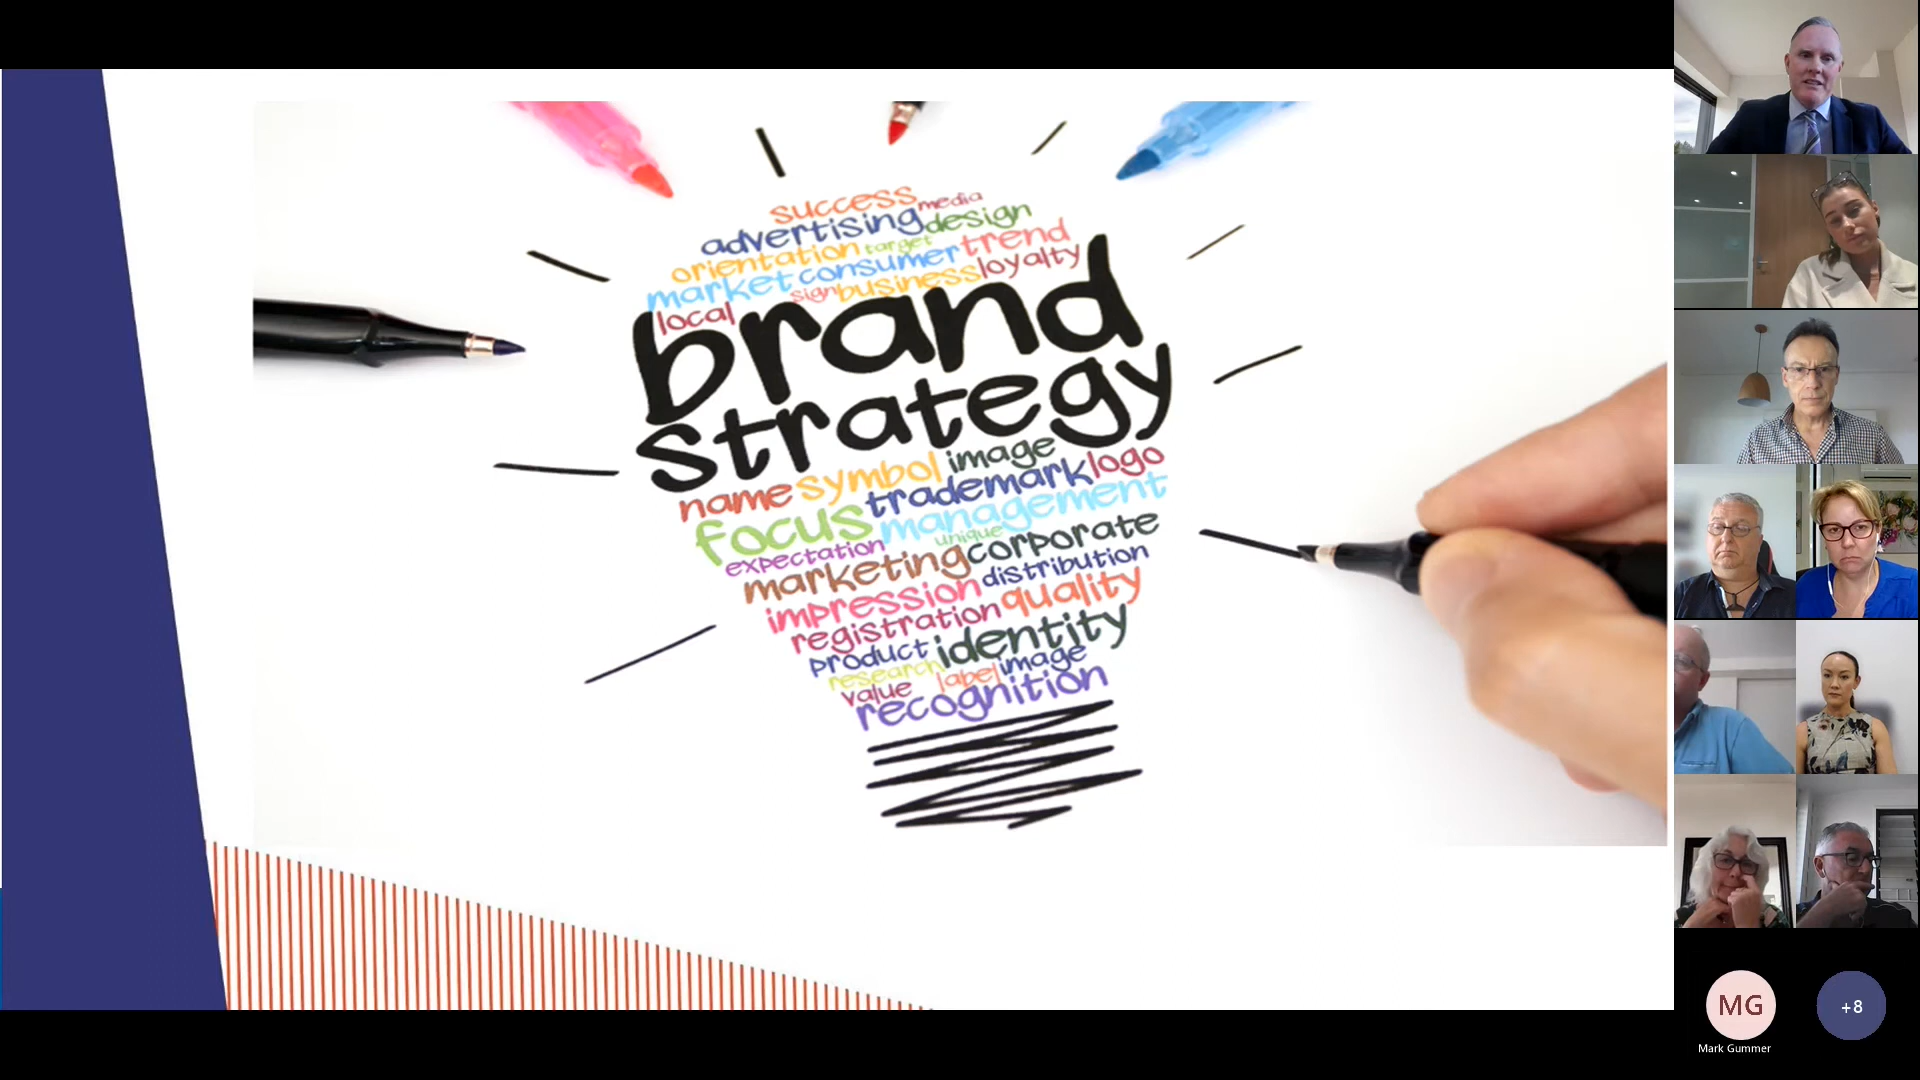 success media
advertising design
orientation target trend
market consumer loyalty
sign business
local
brand
strategy
name symbol image
trademark logo
focus management
unique
expectation corporate
marketing distribution
impression quality
registration
product identity
research label image
value
recognition
MG
+8
Mark Gummer